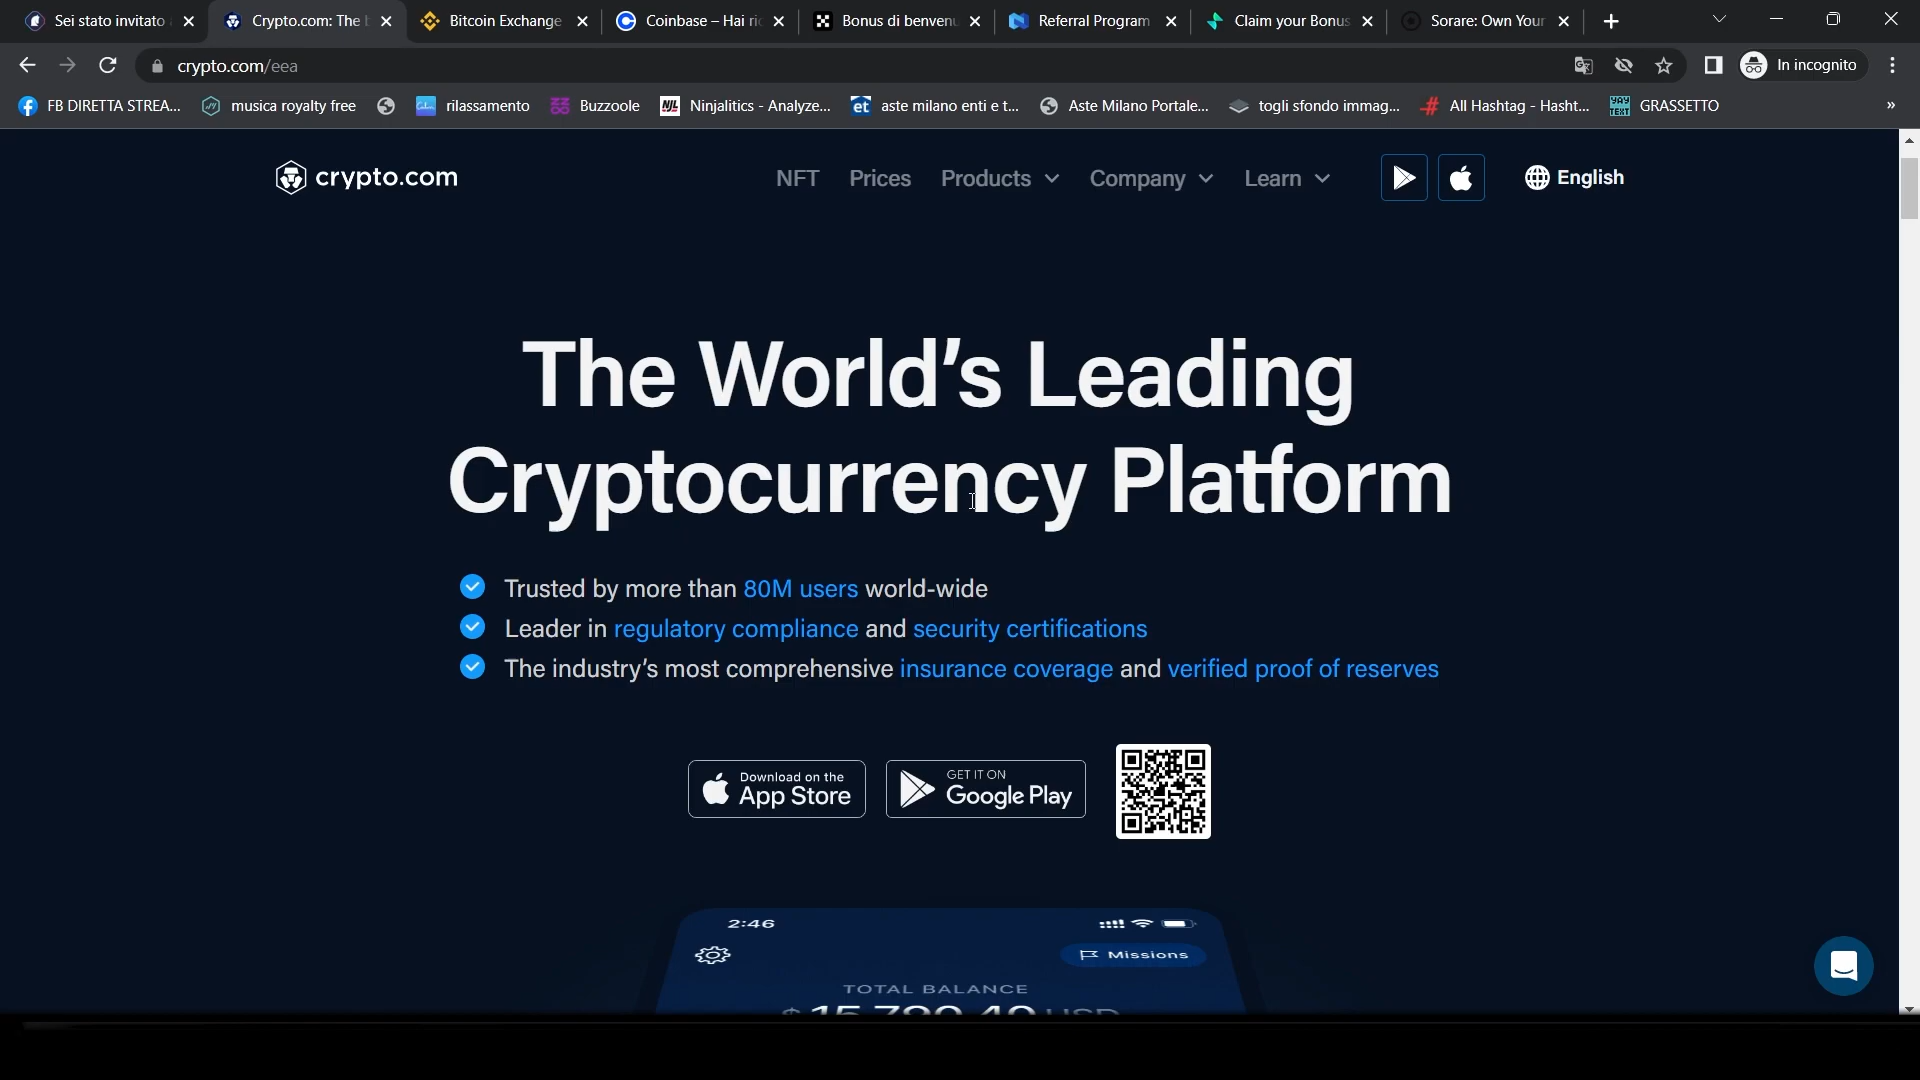 Sei stato invitato
Crypto.com: The b
Bitcoin Exchange
Coinbase – Hai ri
Bonus di benvenu
Referral Program
Claim your Bonus
Sorare: Own Your
crypto.com/eea
In incognito
FB DIRETTA STREA...
musica royalty free
rilassamento
Buzzoole
Ninjalitics - Analyze...
aste milano enti e t...
Aste Milano Portale...
togli sfondo immag...
All Hashtag - Hasht...
GRASSETTO
»
crypto.com
NFT
Prices
Products
Company
Learn
English
The World's Leading
Cryptocurrency Platform
Trusted by more than 80M users world-wide
Leader in regulatory compliance and security certifications
The industry's most comprehensive insurance coverage and verified proof of reserves
Download on the
App Store
GET IT ON
Google Play
2:46
Missions
TOTAL BALANCE